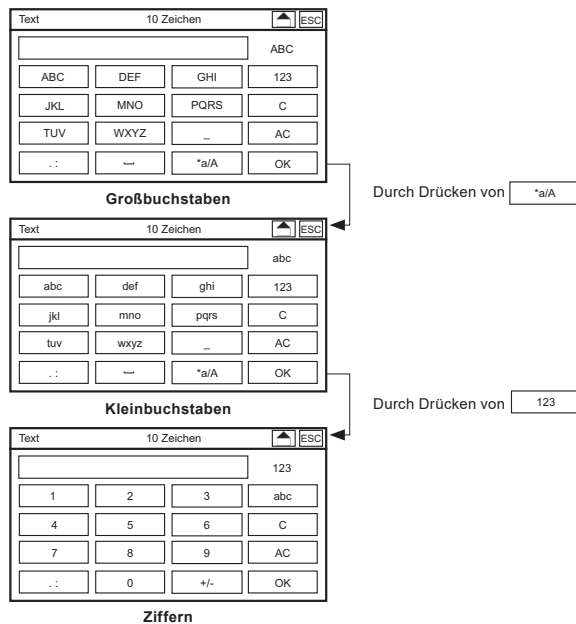 Text 10 Zeichen ESC
ABC
ABC DEF GHI 123
JKL MNO PQRS C
TUV WXYZ _ AC
. : ⎵ *a/A OK
Großbuchstaben
Durch Drücken von *a/A
Text 10 Zeichen ESC
abc
abc def ghi 123
jkl mno pqrs C
tuv wxyz _ AC
. : ⎵ *a/A OK
Kleinbuchstaben
Durch Drücken von 123
Text 10 Zeichen ESC
123
1 2 3 abc
4 5 6 C
7 8 9 AC
. : 0 +/- OK
Ziffern